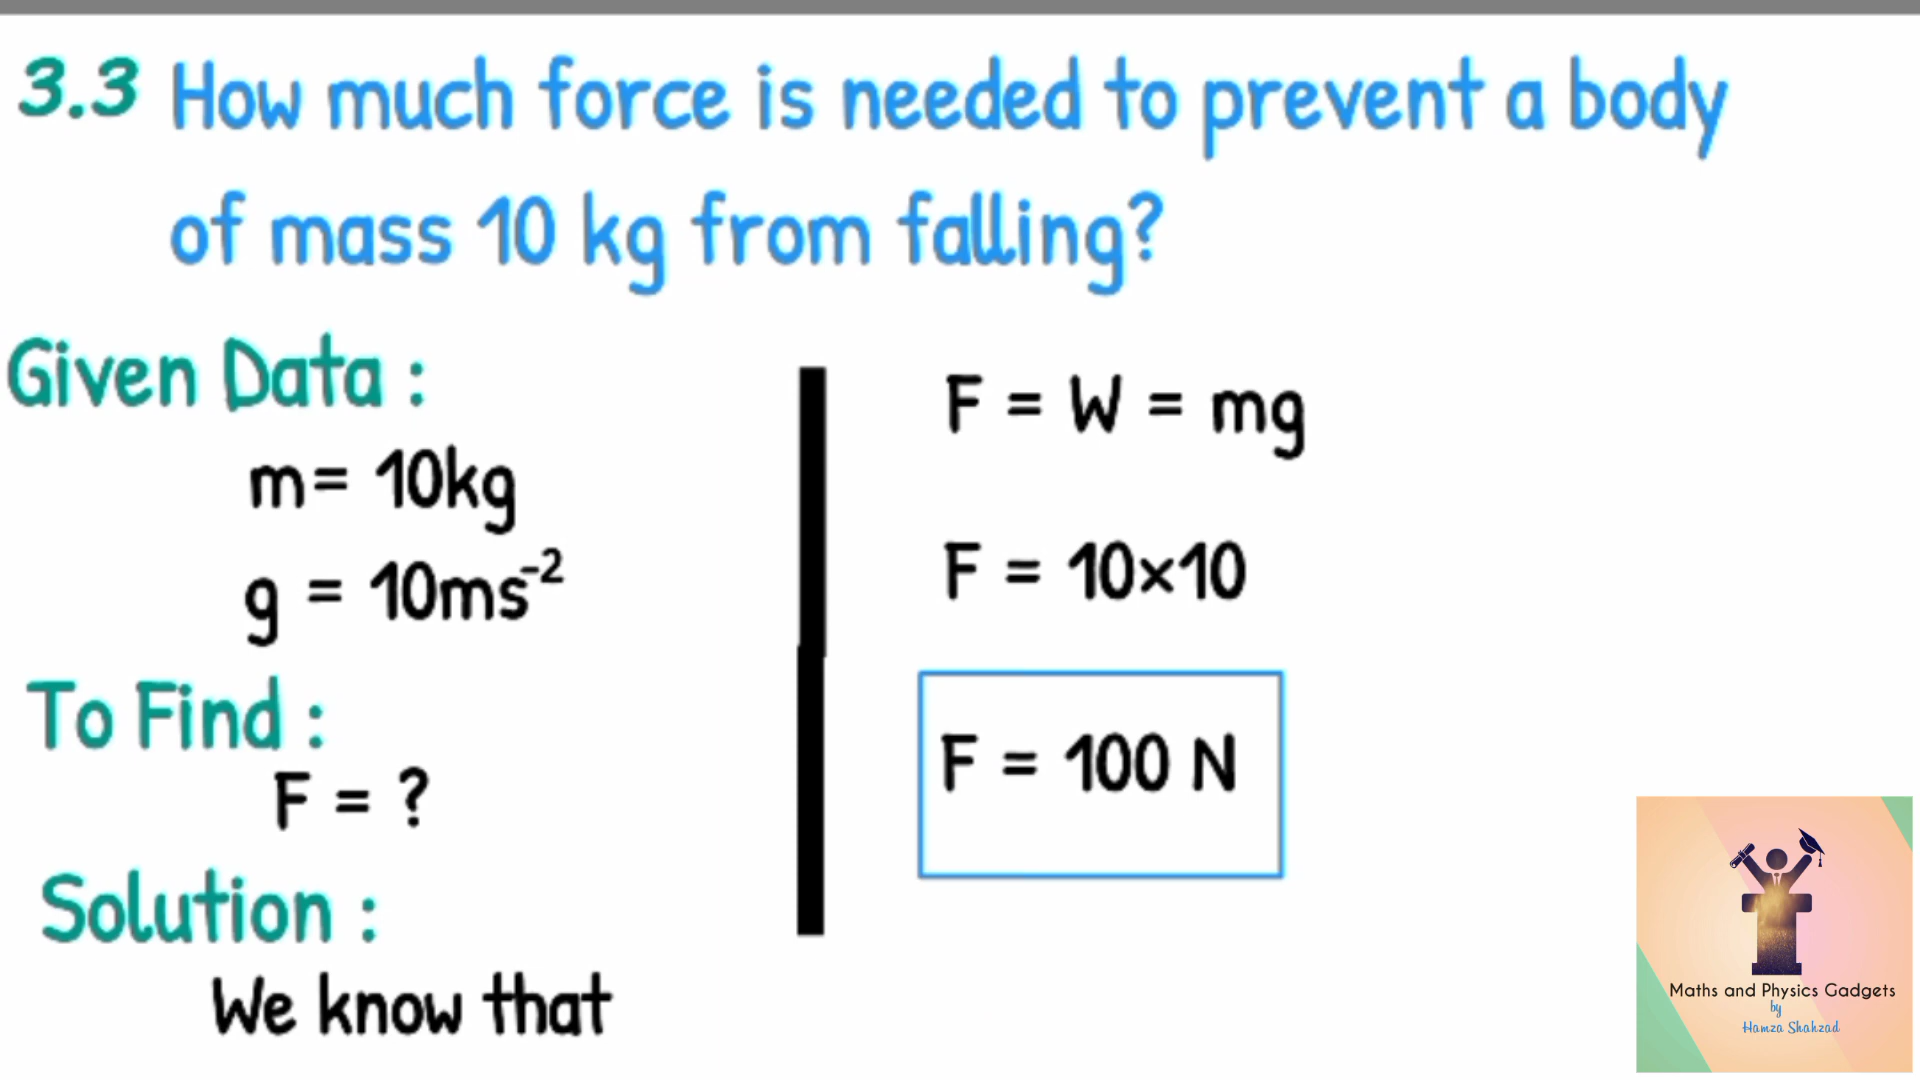 3.3 How much force is needed to prevent a body
of mass 10 kg from falling?
Given Data :
m= 10kg
g = 10ms⁻²
To Find :
F = ?
Solution :
We know that
F = W = mg
F = 10×10
F = 100 N
Maths and Physics Gadgets
by
Hamza Shahzad